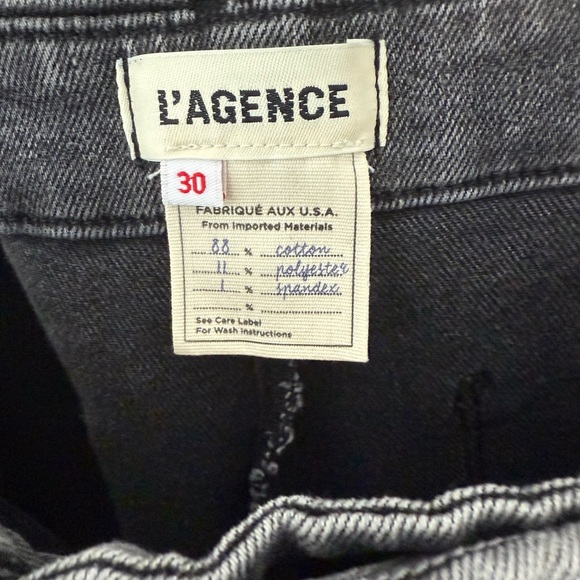 L'AGENCE
30
FABRIQUÉ AUX U.S.A.
From Imported Materials
88 % cotton
11 % polyester
1 % spandex
%
See Care Label
For Wash Instructions